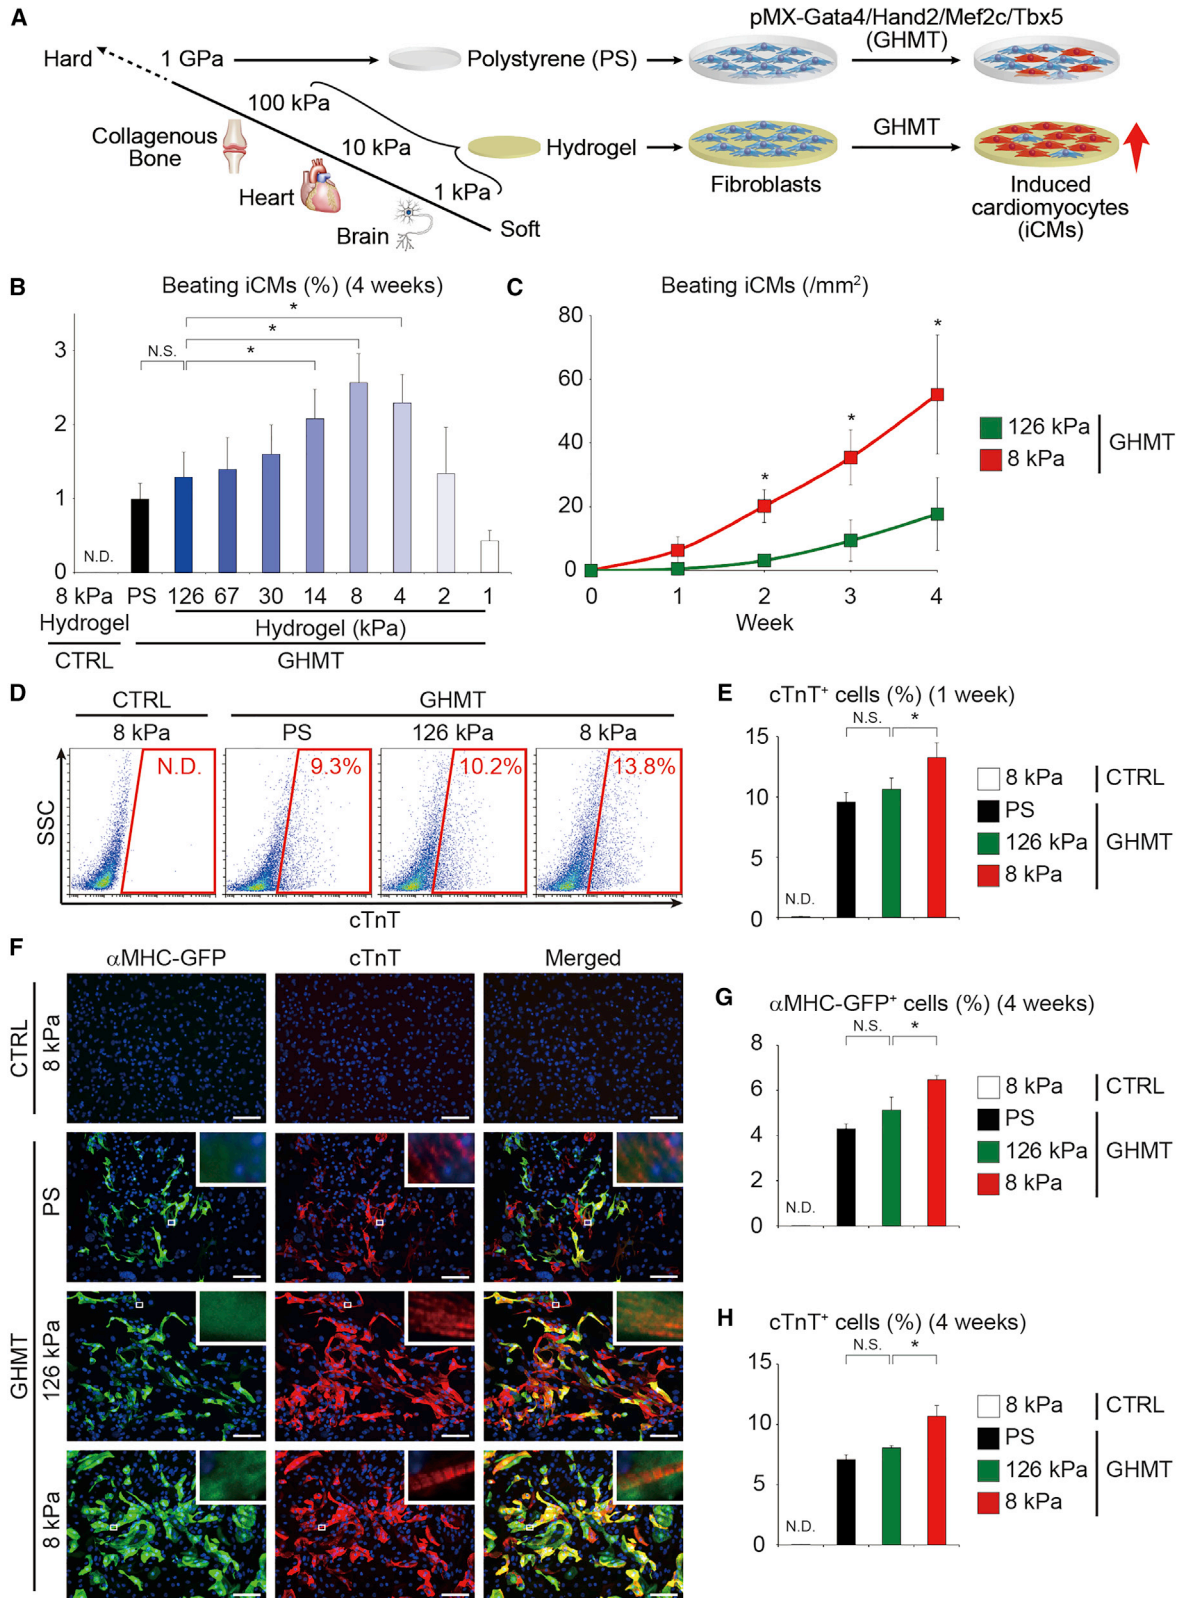 A
pMX-Gata4/Hand2/Mef2c/Tbx5
(GHMT)
Hard
1 GPa
Polystyrene (PS)
100 kPa
Collagenous
Bone
10 kPa
Hydrogel
GHMT
Heart
1 kPa
Fibroblasts
Induced
cardiomyocytes
(iCMs)
Brain
Soft
B
Beating iCMs (%) (4 weeks)
*
*
*
N.S.
3
2
1
0
N.D.
8 kPa PS 126 67 30 14 8 4 2 1
Hydrogel
Hydrogel (kPa)
CTRL
GHMT
C
Beating iCMs (/mm²)
80
60
40
20
0
*
*
*
0 1 2 3 4
Week
126 kPa
8 kPa
GHMT
D
CTRL
GHMT
8 kPa
PS
126 kPa
8 kPa
N.D.
9.3%
10.2%
13.8%
SSC
cTnT
E
cTnT⁺ cells (%) (1 week)
N.S.
*
15
10
5
0
N.D.
8 kPa
CTRL
PS
126 kPa
GHMT
8 kPa
F
αMHC-GFP
cTnT
Merged
CTRL
8 kPa
GHMT
PS
126 kPa
8 kPa
G
αMHC-GFP⁺ cells (%) (4 weeks)
N.S.
*
8
6
4
2
0
N.D.
8 kPa
CTRL
PS
126 kPa
GHMT
8 kPa
H
cTnT⁺ cells (%) (4 weeks)
N.S.
*
15
10
5
0
N.D.
8 kPa
CTRL
PS
126 kPa
GHMT
8 kPa